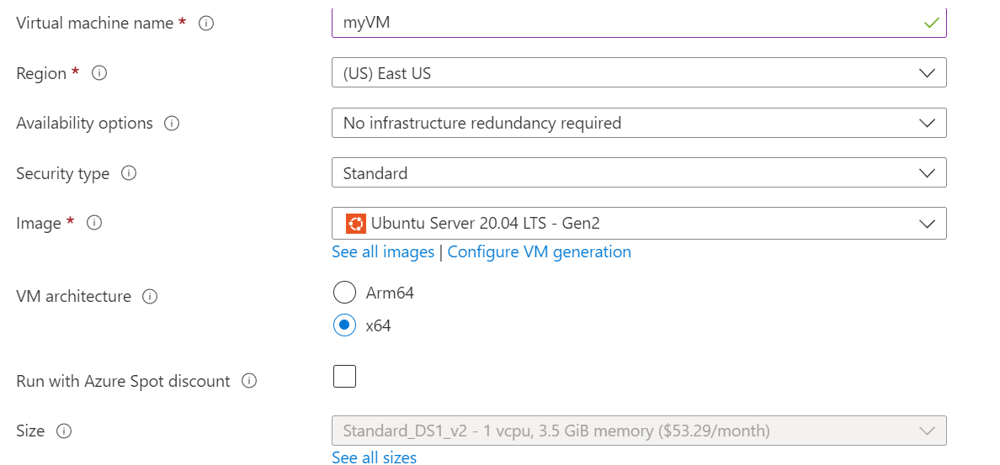 Virtual machine name * myVM
Region * (US) East US
Availability options No infrastructure redundancy required
Security type Standard
Image * Ubuntu Server 20.04 LTS - Gen2
See all images | Configure VM generation
VM architecture Arm64
x64
Run with Azure Spot discount
Size Standard_DS1_v2 - 1 vcpu, 3.5 GiB memory ($53.29/month)
See all sizes